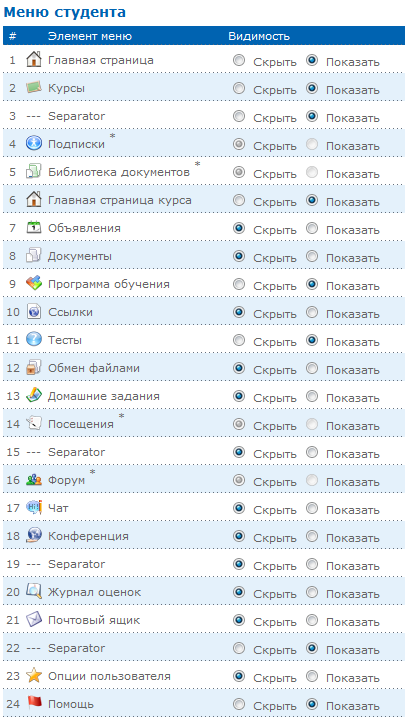 Меню студента
# Элемент меню Видимость
1 Главная страница Скрыть Показать
2 Курсы Скрыть Показать
3 --- Separator Скрыть Показать
4 Подписки * Скрыть Показать
5 Библиотека документов * Скрыть Показать
6 Главная страница курса Скрыть Показать
7 Объявления Скрыть Показать
8 Документы Скрыть Показать
9 Программа обучения Скрыть Показать
10 Ссылки Скрыть Показать
11 Тесты Скрыть Показать
12 Обмен файлами Скрыть Показать
13 Домашние задания Скрыть Показать
14 Посещения * Скрыть Показать
15 --- Separator Скрыть Показать
16 Форум * Скрыть Показать
17 Чат Скрыть Показать
18 Конференция Скрыть Показать
19 --- Separator Скрыть Показать
20 Журнал оценок Скрыть Показать
21 Почтовый ящик Скрыть Показать
22 --- Separator Скрыть Показать
23 Опции пользователя Скрыть Показать
24 Помощь Скрыть Показать